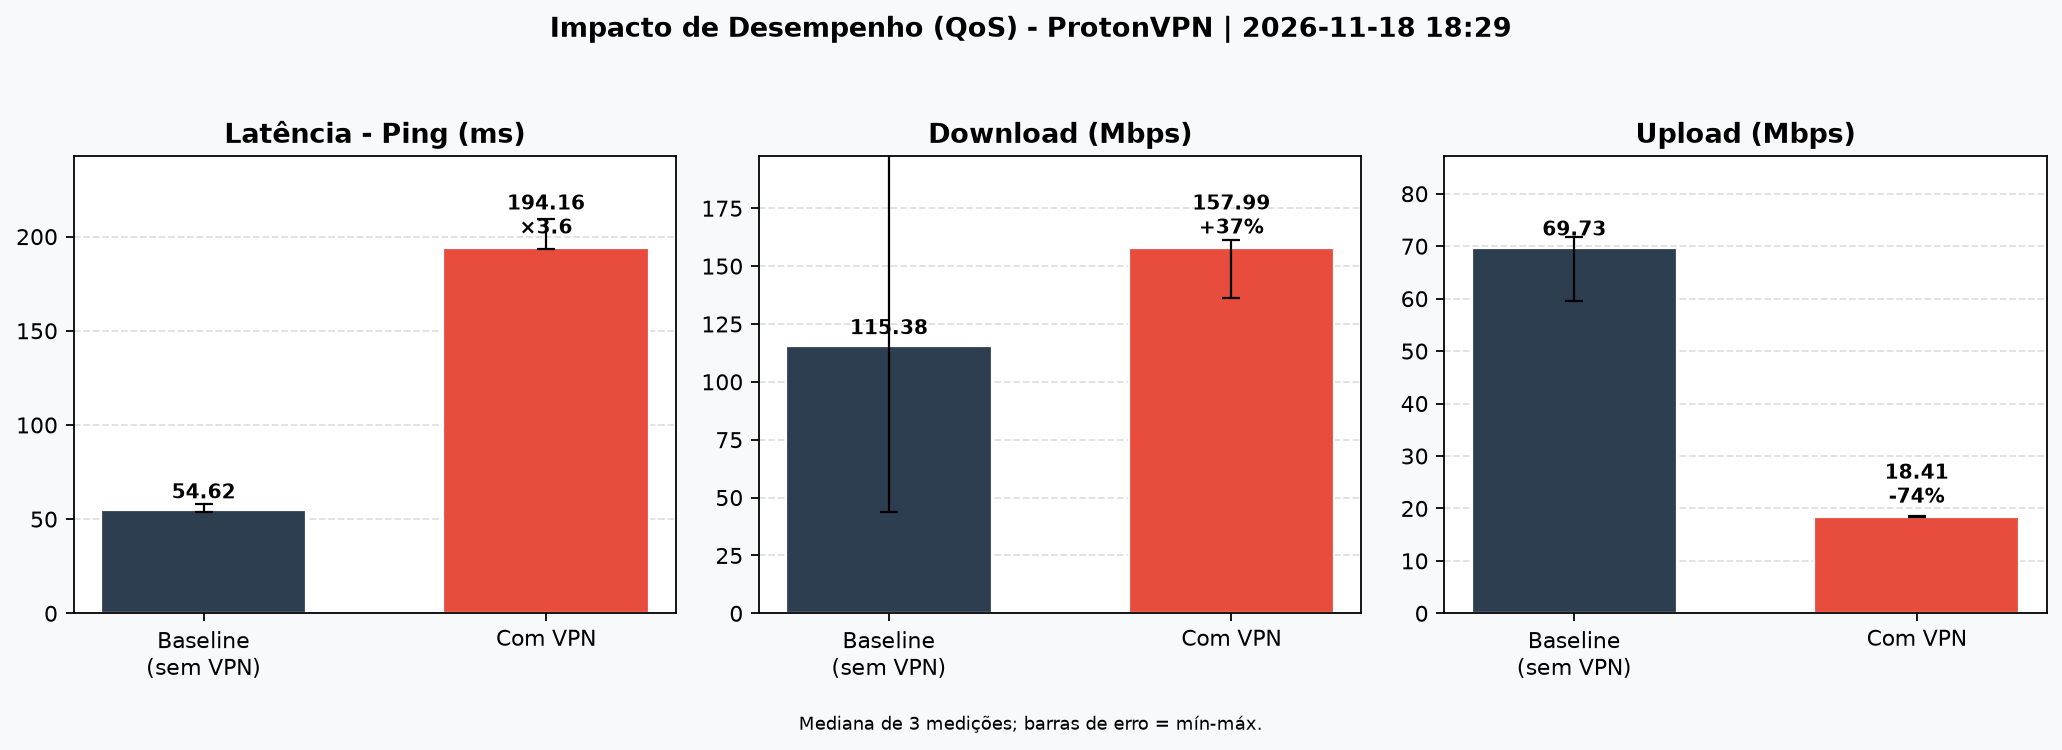 Impacto de Desempenho (QoS) - ProtonVPN | 2026-11-18 18:29
Latência - Ping (ms)
200
150
100
50
0
194.16
×3.6
54.62
Baseline
(sem VPN)
Com VPN
Download (Mbps)
175
150
125
100
75
50
25
0
157.99
+37%
115.38
Baseline
(sem VPN)
Com VPN
Upload (Mbps)
80
70
60
50
40
30
20
10
0
69.73
18.41
-74%
Baseline
(sem VPN)
Com VPN
Mediana de 3 medições; barras de erro = mín-máx.